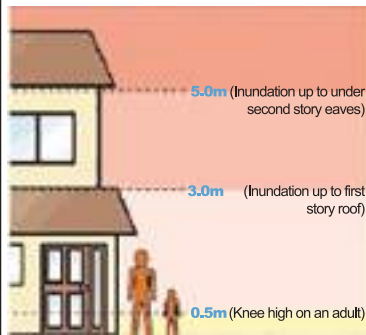 5.0m (Inundation up to under
second story eaves)
3.0m (Inundation up to first
story roof)
0.5m (Knee high on an adult)